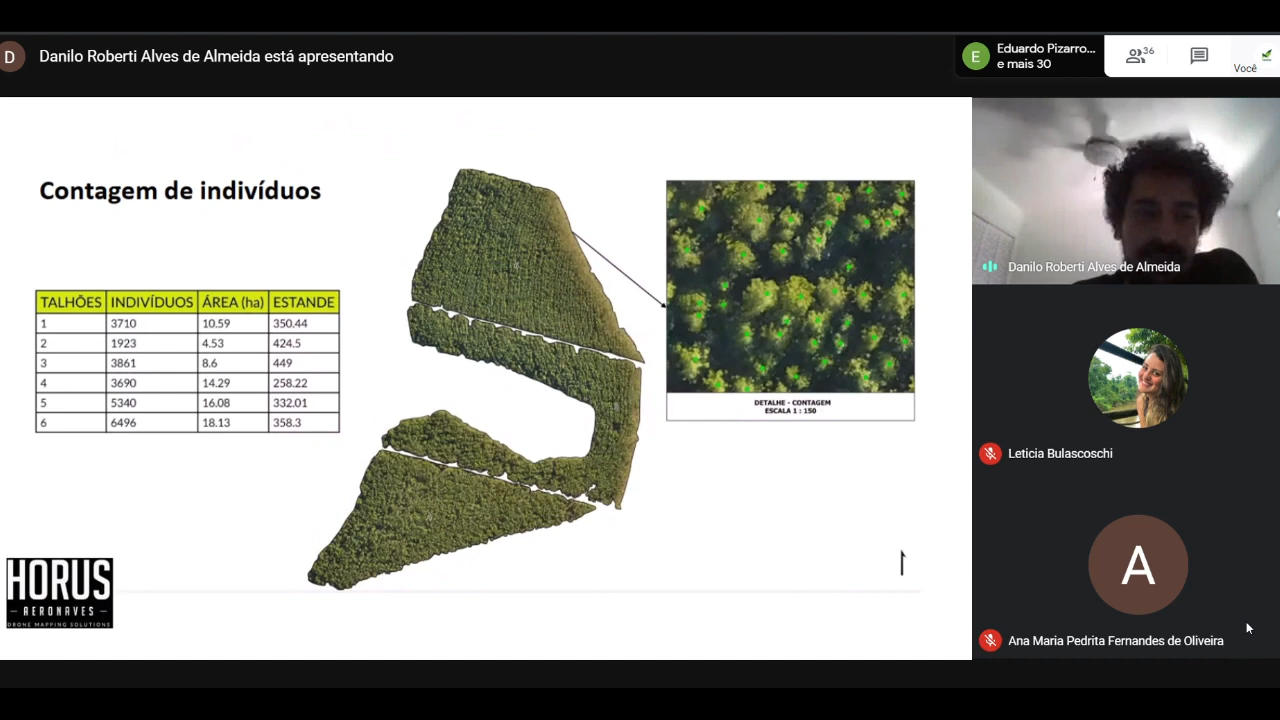 D
Danilo Roberti Alves de Almeida está apresentando
E
Eduardo Pizarro...
e mais 30
36
Você
Contagem de indivíduos
TALHÕES INDIVÍDUOS ÁREA (ha) ESTANDE
1 3710 10.59 350.44
2 1923 4.53 424.5
3 3861 8.6 449
4 3690 14.29 258.22
5 5340 16.08 332.01
6 6496 18.13 358.3
DETALHE - CONTAGEM
ESCALA 1 : 150
HORUS
AERONAVES
DRONE MAPPING SOLUTIONS
Danilo Roberti Alves de Almeida
Leticia Bulascoschi
A
Ana Maria Pedrita Fernandes de Oliveira